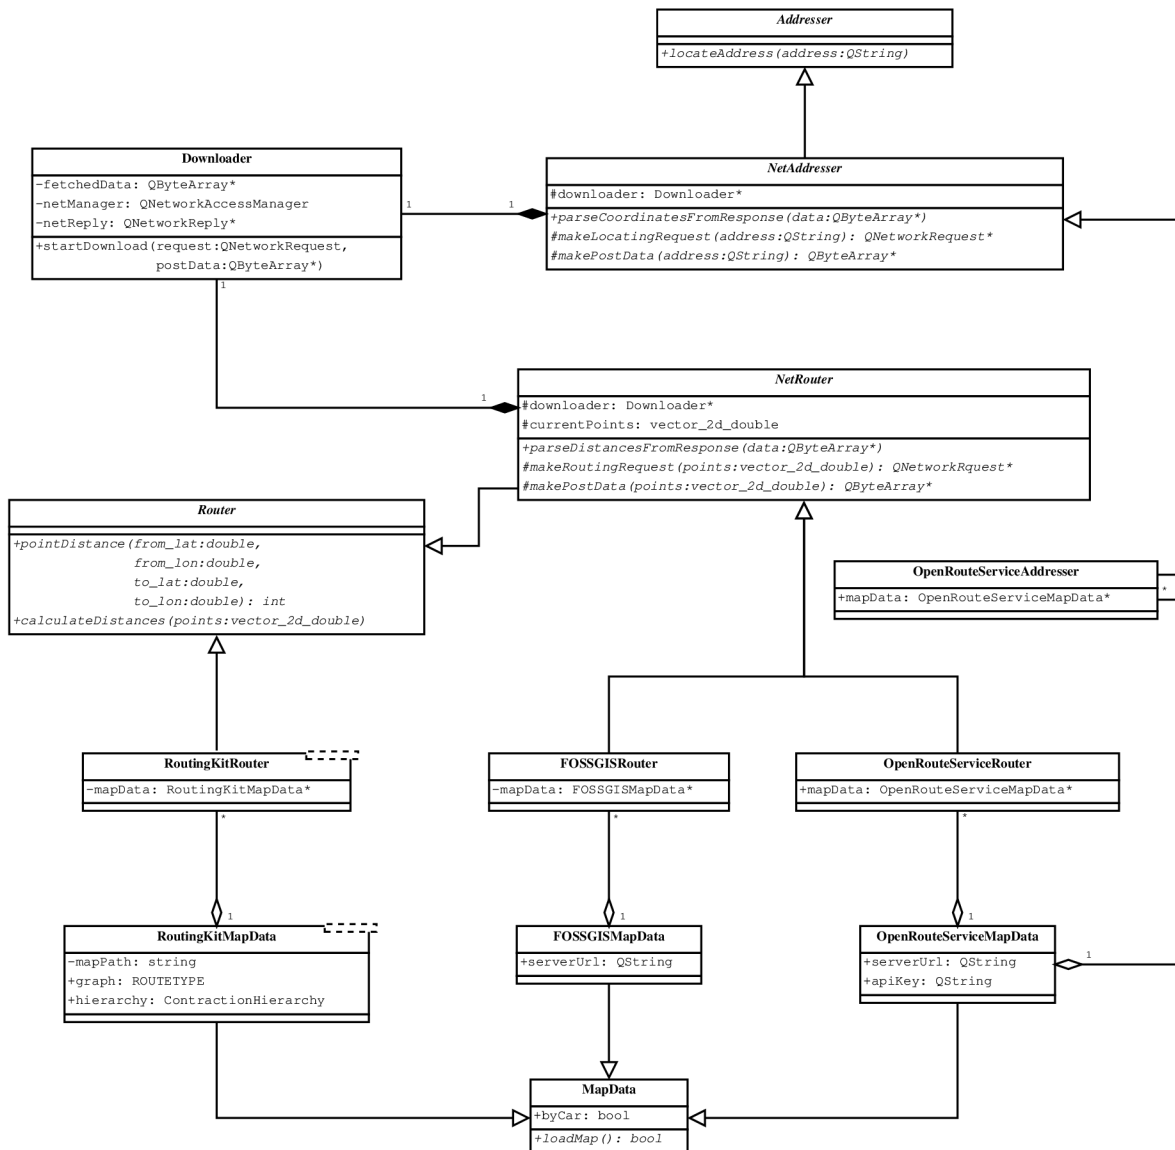 Addresser
+locateAddress(address:QString)
Downloader
-fetchedData: QByteArray*
-netManager: QNetworkAccessManager
-netReply: QNetworkReply*
+startDownload(request:QNetworkRequest,
postData:QByteArray*)
1
1
1
NetAddresser
#downloader: Downloader*
+parseCoordinatesFromResponse(data:QByteArray*)
#makeLocatingRequest(address:QString): QNetworkRequest*
#makePostData(address:QString): QByteArray*
1
NetRouter
#downloader: Downloader*
#currentPoints: vector_2d_double
+parseDistancesFromResponse(data:QByteArray*)
#makeRoutingRequest(points:vector_2d_double): QNetworkRquest*
#makePostData(points:vector_2d_double): QByteArray*
Router
+pointDistance(from_lat:double,
from_lon:double,
to_lat:double,
to_lon:double): int
+calculateDistances(points:vector_2d_double)
OpenRouteServiceAddresser
+mapData: OpenRouteServiceMapData*
*
RoutingKitRouter
-mapData: RoutingKitMapData*
*
FOSSGISRouter
-mapData: FOSSGISMapData*
*
OpenRouteServiceRouter
+mapData: OpenRouteServiceMapData*
*
1
RoutingKitMapData
-mapPath: string
+graph: ROUTETYPE
+hierarchy: ContractionHierarchy
1
FOSSGISMapData
+serverUrl: QString
1
OpenRouteServiceMapData
+serverUrl: QString
+apiKey: QString
1
MapData
+byCar: bool
+loadMap(): bool